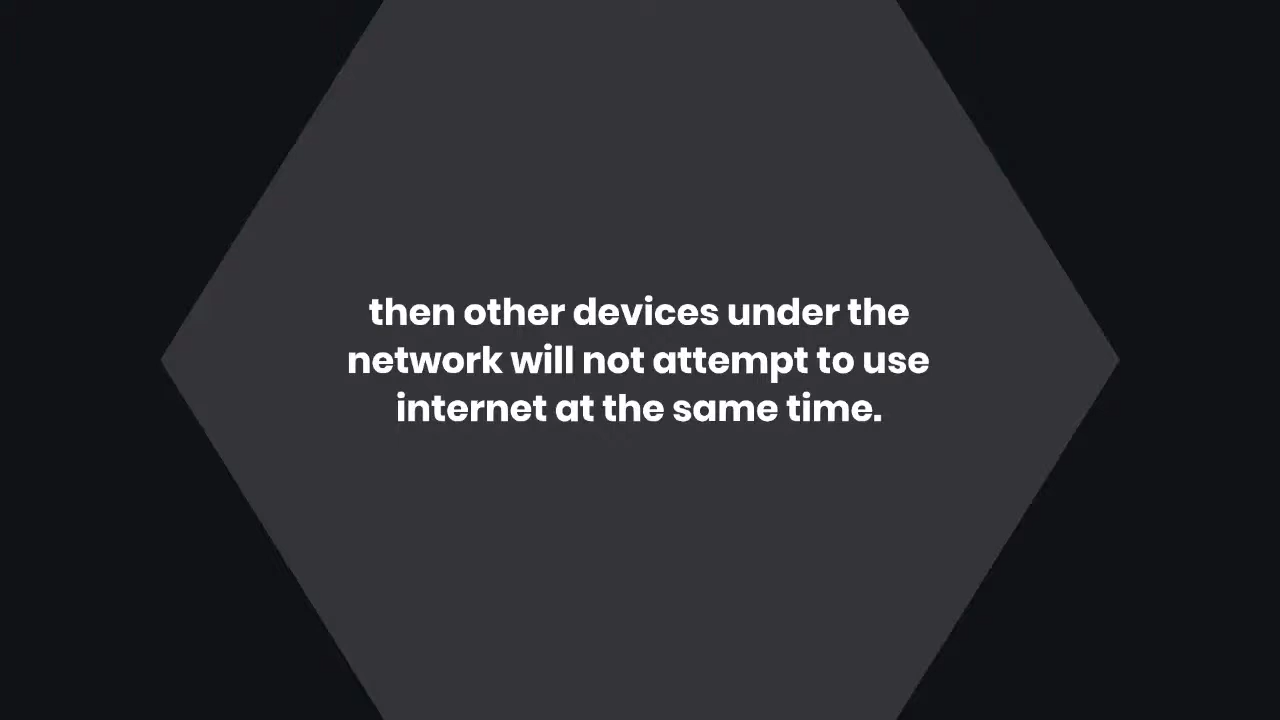 then other devices under the
network will not attempt to use
internet at the same time.